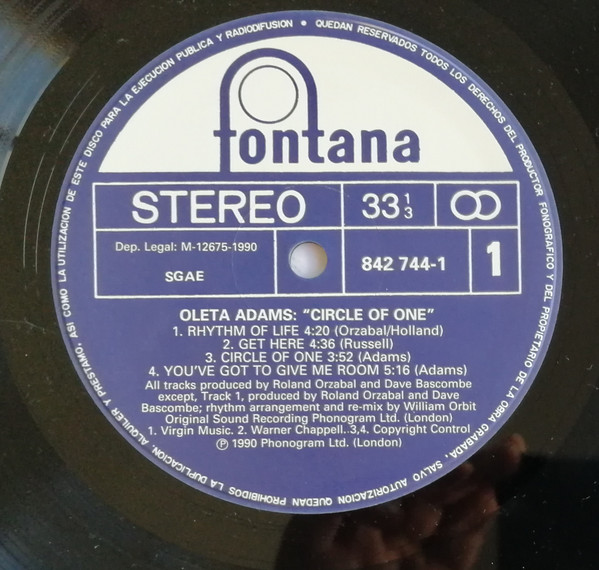 ASI COMO LA UTILIZACION DE ESTE DISCO PARA LA EJECUCION PUBLICA Y RADIODIFUSION • QUEDAN RESERVADOS TODOS LOS DERECHOS DEL PRODUCTOR FONOGRAFICO Y DEL PROPIETARIO DE LA OBRA GRABADA. SALVO AUTORIZACION QUEDAN PROHIBIDOS LA DUPLICACION, ALQUILER Y PRESTAMO,
fontana
STEREO 33 1/3
Dep. Legal: M-12675-1990
SGAE
842 744-1 1
OLETA ADAMS: "CIRCLE OF ONE"
1. RHYTHM OF LIFE 4:20 (Orzabal/Holland)
2. GET HERE 4:36 (Russell)
3. CIRCLE OF ONE 3:52 (Adams)
4. YOU'VE GOT TO GIVE ME ROOM 5:16 (Adams)
All tracks produced by Roland Orzabal and Dave Bascombe
except, Track 1, produced by Roland Orzabal and Dave
Bascombe; rhythm arrangement and re-mix by William Orbit
Original Sound Recording Phonogram Ltd. (London)
1. Virgin Music. 2. Warner Chappell..3,4. Copyright Control
℗ 1990 Phonogram Ltd. (London)